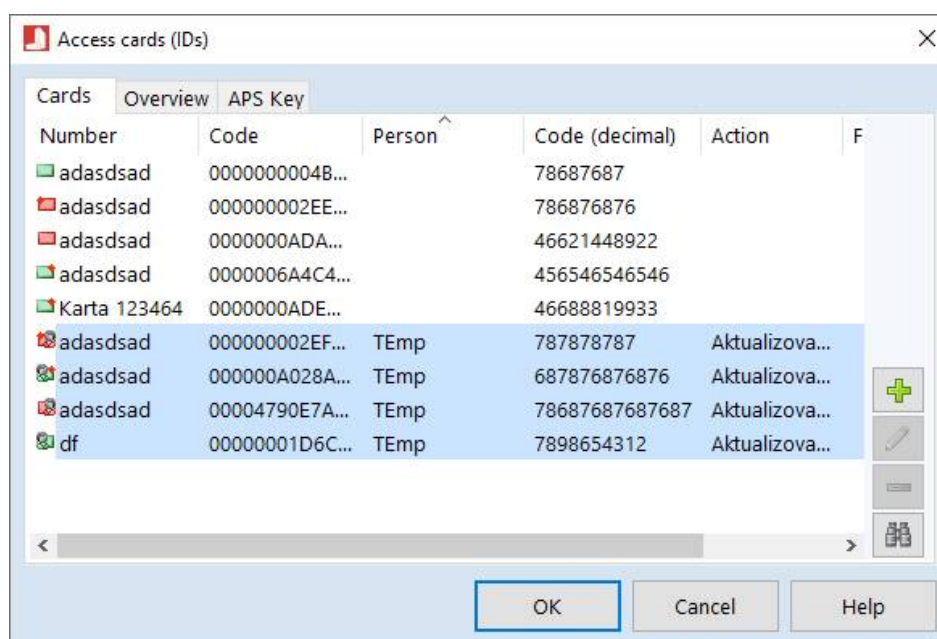 Access cards (IDs)
Cards Overview APS Key
Number Code Person Code (decimal) Action F
adasdsad 0000000004B... 78687687
adasdsad 000000002EE... 786876876
adasdsad 0000000ADA... 46621448922
adasdsad 0000006A4C4... 456546546546
Karta 123464 0000000ADE... 46688819933
adasdsad 000000002EF... TEmp 787878787 Aktualizova...
adasdsad 000000A028A... TEmp 687876876876 Aktualizova...
adasdsad 00004790E7A... TEmp 78687687687687 Aktualizova...
df 00000001D6C... TEmp 7898654312 Aktualizova...
OK Cancel Help